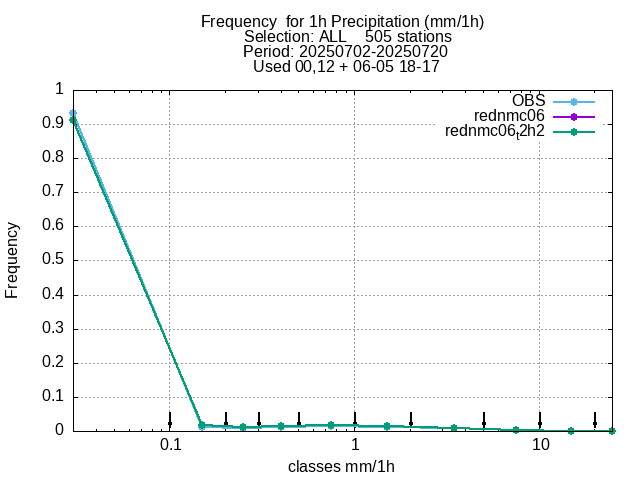 Frequency  for 1h Precipitation (mm/1h)
Selection: ALL    505 stations
Period: 20250702-20250720
Used 00,12 + 06-05 18-17
OBS
rednmc06
rednmc06t2h2
1
0.9
0.8
0.7
0.6
0.5
0.4
0.3
0.2
0.1
0
Frequency
0.1
1
10
classes mm/1h